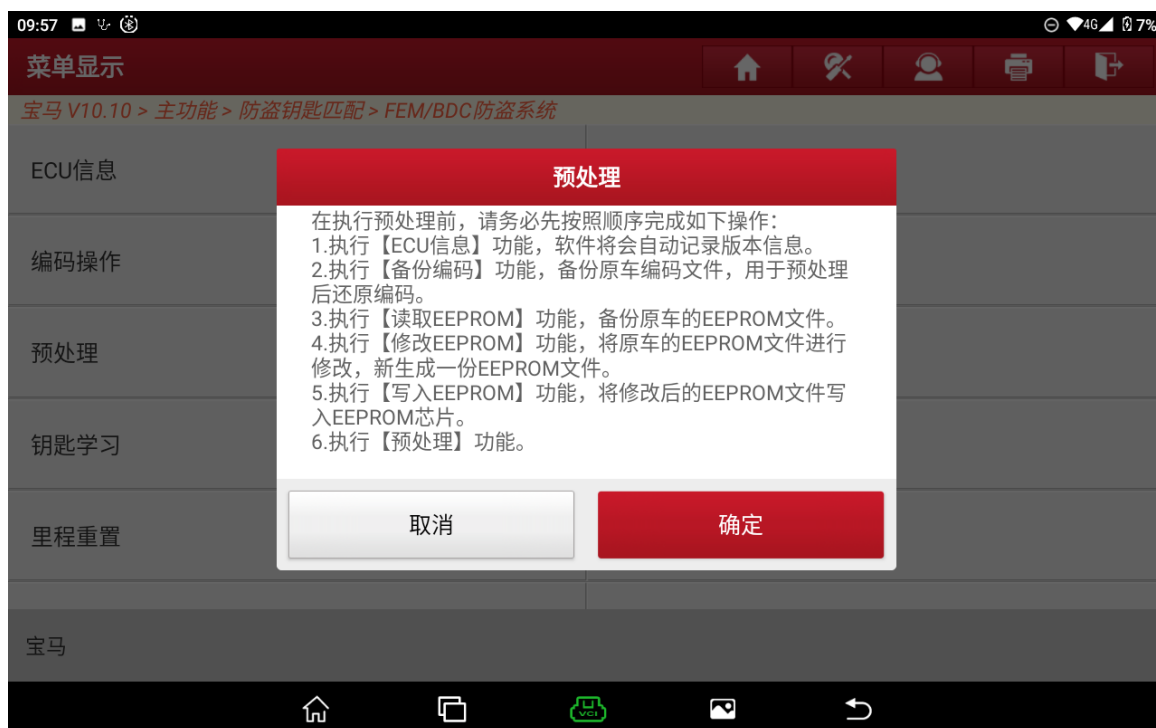 09:57
4G 7%
菜单显示
宝马 V10.10 > 主功能 > 防盗钥匙匹配 > FEM/BDC防盗系统
ECU信息
编码操作
预处理
钥匙学习
里程重置
预处理
在执行预处理前，请务必先按照顺序完成如下操作：
1.执行【ECU信息】功能，软件将会自动记录版本信息。
2.执行【备份编码】功能，备份原车编码文件，用于预处理
后还原编码。
3.执行【读取EEPROM】功能，备份原车的EEPROM文件。
4.执行【修改EEPROM】功能，将原车的EEPROM文件进行
修改，新生成一份EEPROM文件。
5.执行【写入EEPROM】功能，将修改后的EEPROM文件写
入EEPROM芯片。
6.执行【预处理】功能。
取消
确定
宝马
VCI